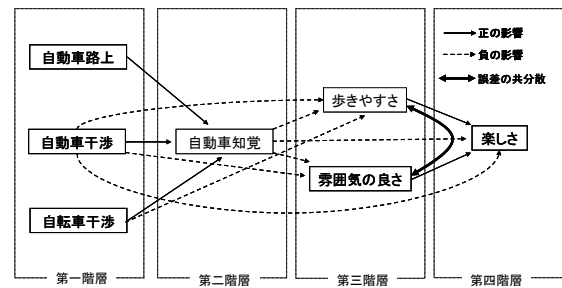 正の影響
負の影響
誤差の共分散
自動車路上
自動車干渉
自転車干渉
自動車知覚
歩きやすさ
雰囲気の良さ
楽しさ
第一階層
第二階層
第三階層
第四階層